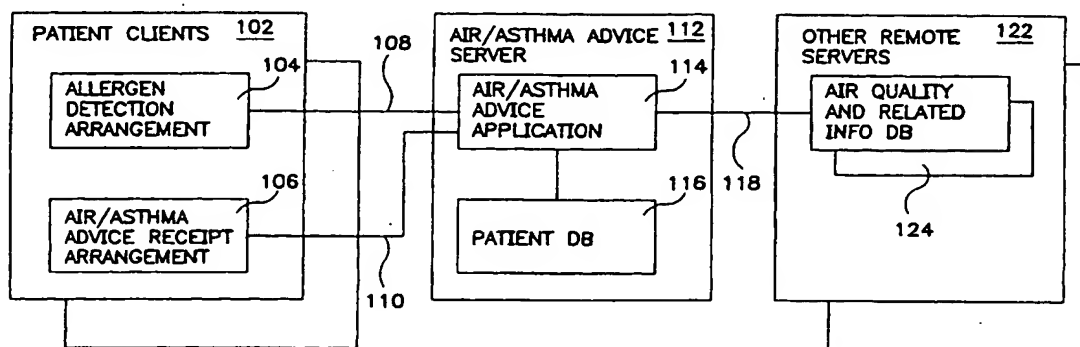 PATIENT CLIENTS 102
ALLERGEN
DETECTION
ARRANGEMENT
104
108
AIR/ASTHMA
ADVICE RECEIPT
ARRANGEMENT
106
110
AIR/ASTHMA ADVICE 112
SERVER
AIR/ASTHMA
ADVICE
APPLICATION
114
PATIENT DB
116
118
OTHER REMOTE 122
SERVERS
AIR QUALITY
AND RELATED
INFO DB
124